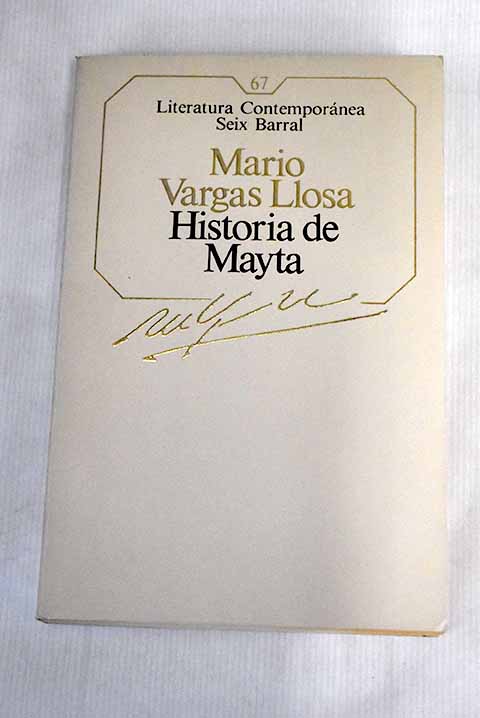 67
Literatura Contemporánea
Seix Barral
Mario
Vargas Llosa
Historia de
Mayta